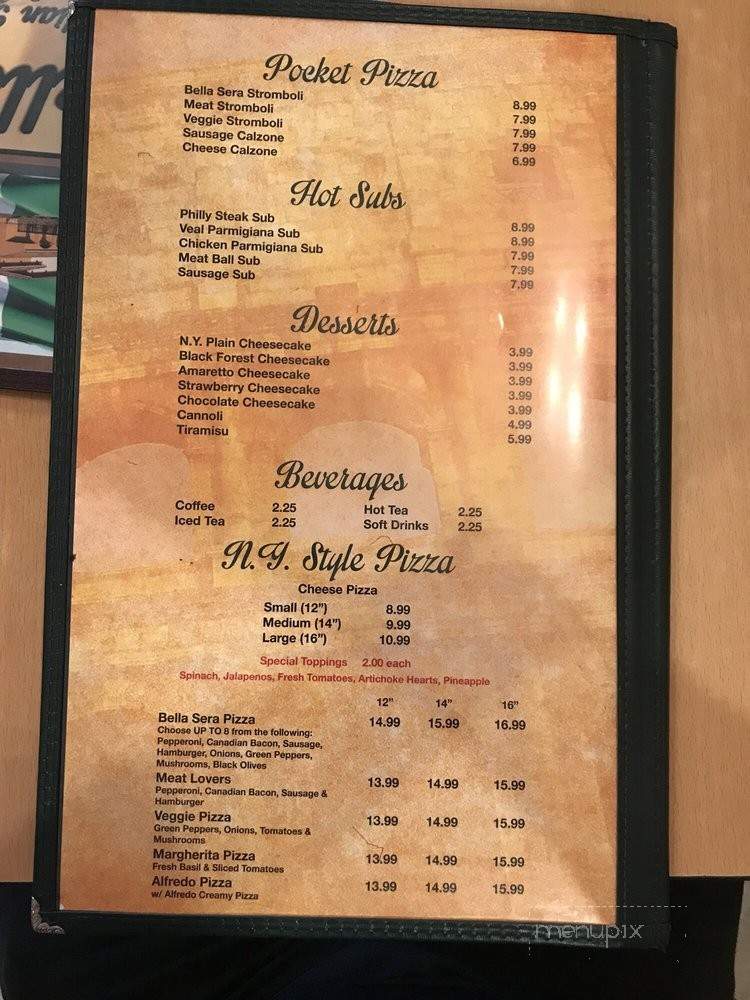 Pocket Pizza
Bella Sera Stromboli 8.99
Meat Stromboli 7.99
Veggie Stromboli 7.99
Sausage Calzone 7.99
Cheese Calzone 6.99
Hot Subs
Philly Steak Sub 8.99
Veal Parmigiana Sub 8.99
Chicken Parmigiana Sub 7.99
Meat Ball Sub 7.99
Sausage Sub 7.99
Desserts
N.Y. Plain Cheesecake 3.99
Black Forest Cheesecake 3.99
Amaretto Cheesecake 3.99
Strawberry Cheesecake 3.99
Chocolate Cheesecake 3.99
Cannoli 4.99
Tiramisu 5.99
Beverages
Coffee 2.25 Hot Tea 2.25
Iced Tea 2.25 Soft Drinks 2.25
N.Y. Style Pizza
Cheese Pizza
Small (12”) 8.99
Medium (14”) 9.99
Large (16”) 10.99
Special Toppings 2.00 each
Spinach, Jalapenos, Fresh Tomatoes, Artichoke Hearts, Pineapple
12” 14” 16”
Bella Sera Pizza 14.99 15.99 16.99
Choose UP TO 8 from the following:
Pepperoni, Canadian Bacon, Sausage,
Hamburger, Onions, Green Peppers,
Mushrooms, Black Olives
Meat Lovers 13.99 14.99 15.99
Pepperoni, Canadian Bacon, Sausage &
Hamburger
Veggie Pizza 13.99 14.99 15.99
Green Peppers, Onions, Tomatoes &
Mushrooms
Margherita Pizza 13.99 14.99 15.99
Fresh Basil & Sliced Tomatoes
Alfredo Pizza 13.99 14.99 15.99
w/ Alfredo Creamy Pizza
menupix